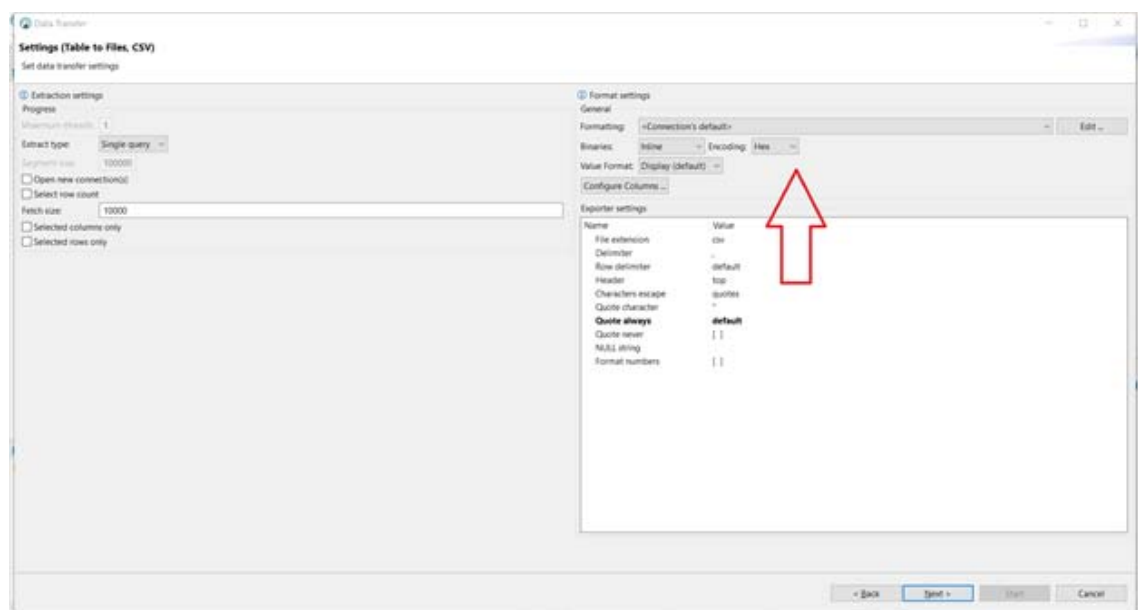 Data Transfer
Settings (Table to Files, CSV)
Set data transfer settings
Extraction settings
Progress
Maximum threads: 1
Extract type: Single query
Segment size: 100000
Open new connection(s)
Select row count
Fetch size: 10000
Selected columns only
Selected rows only
Format settings
General
Formatting: <Connection's default> Edit ...
Binaries: Inline Encoding: Hex
Value Format: Display (default)
Configure Columns ...
Exporter settings
Name Value
File extension csv
Delimiter ,
Row delimiter default
Header top
Characters escape quotes
Quote character "
Quote always default
Quote never [ ]
NULL string
Format numbers [ ]
< Back Next > Start Cancel